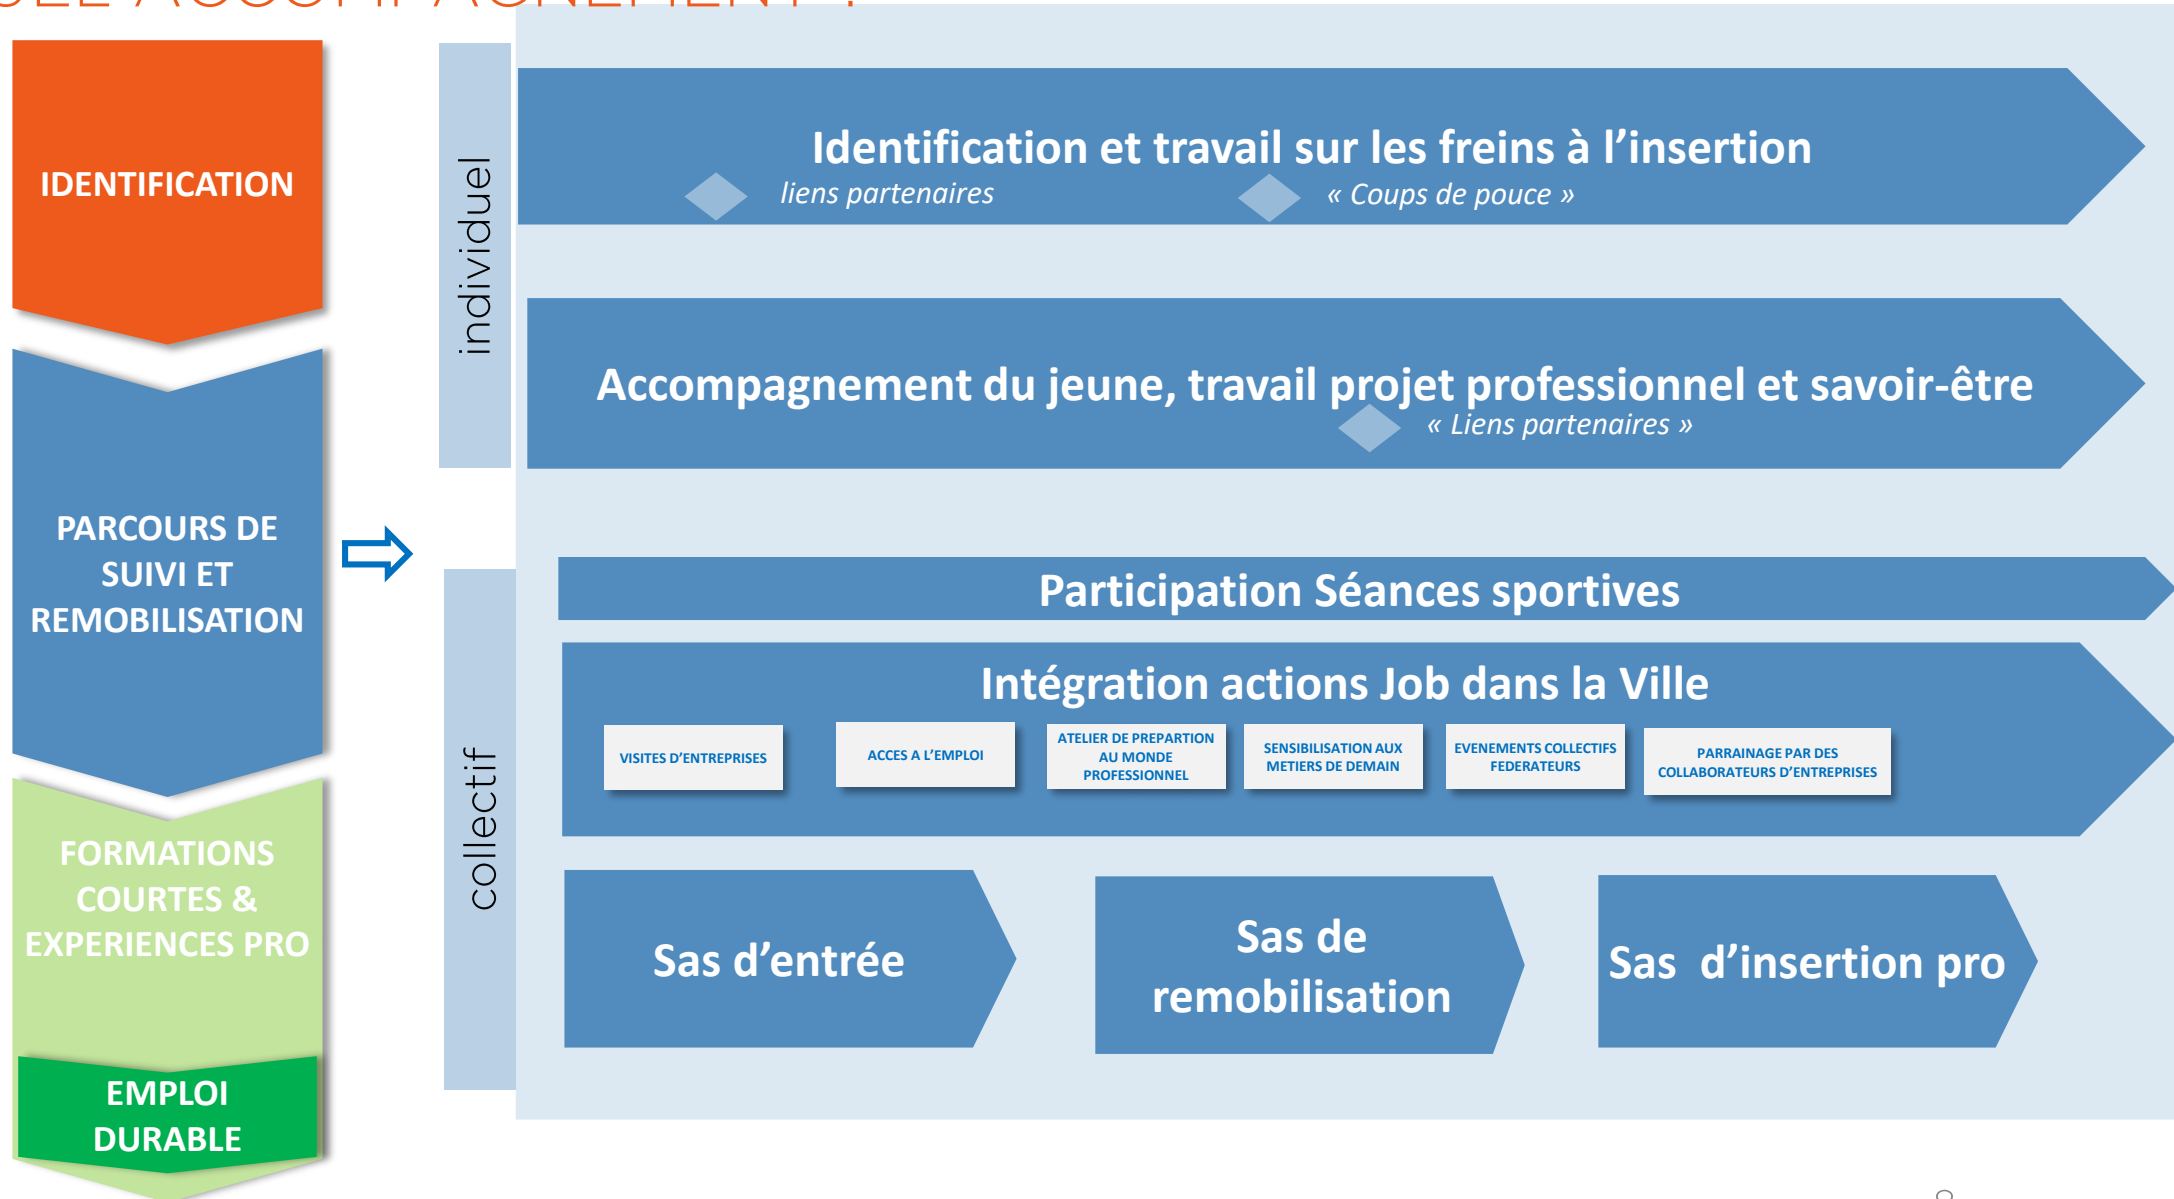 ACCOMPAGNEMENT ?
IDENTIFICATION
PARCOURS DE
SUIVI ET
REMOBILISATION
FORMATIONS
COURTES &
EXPERIENCES PRO
EMPLOI
DURABLE
individuel
Identification et travail sur les freins à l’insertion
liens partenaires
« Coups de pouce »
Accompagnement du jeune, travail projet professionnel et savoir-être
« Liens partenaires »
collectif
Participation Séances sportives
Intégration actions Job dans la Ville
VISITES D’ENTREPRISES
ACCES A L’EMPLOI
ATELIER DE PREPARTION
AU MONDE
PROFESSIONNEL
SENSIBILISATION AUX
METIERS DE DEMAIN
EVENEMENTS COLLECTIFS
FEDERATEURS
PARRAINAGE PAR DES
COLLABORATEURS D’ENTREPRISES
Sas d’entrée
Sas de
remobilisation
Sas d’insertion pro